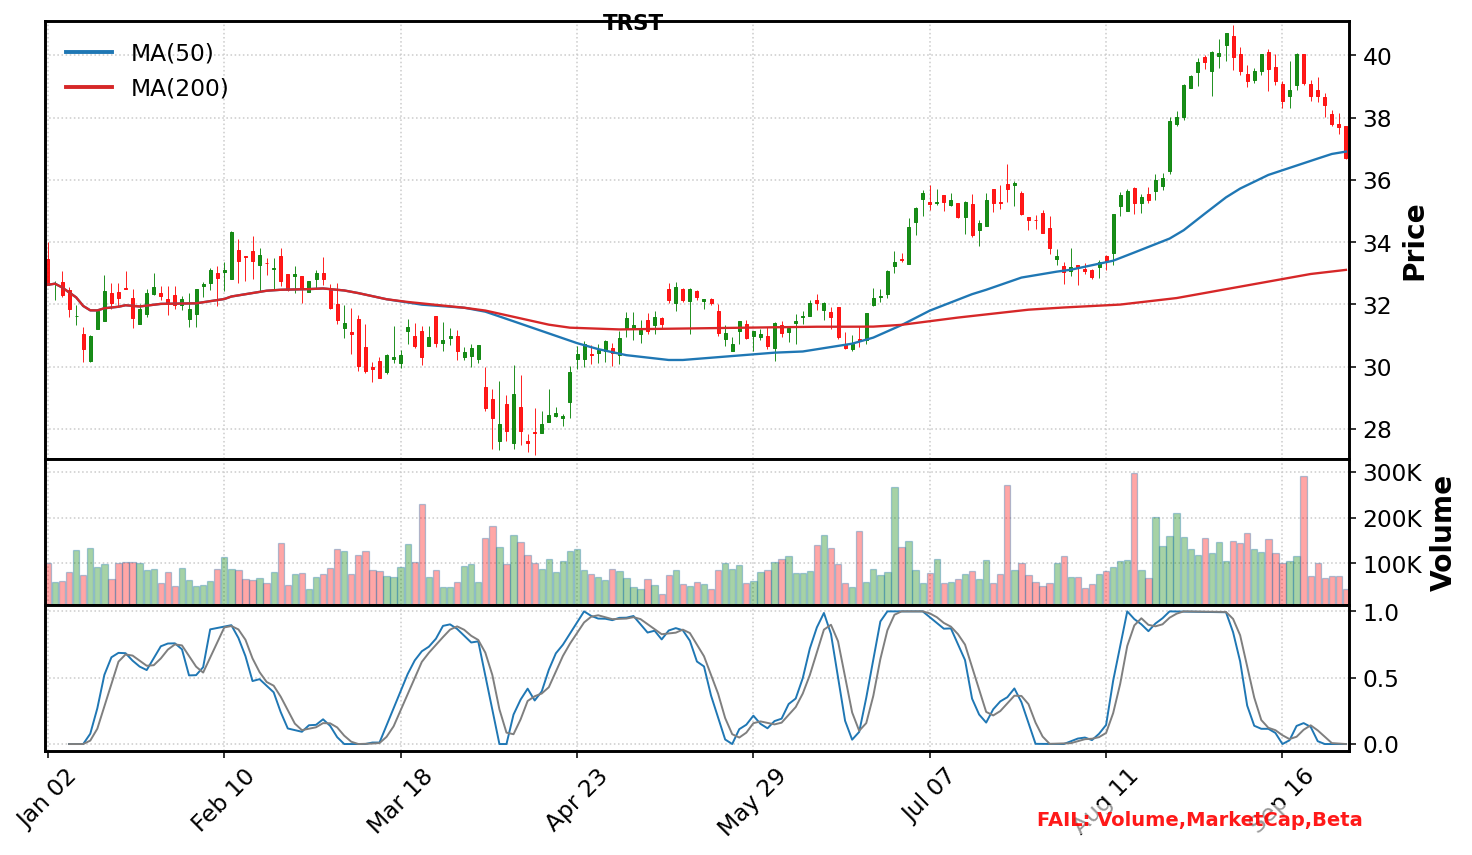 TRST
MA(50)
MA(200)
40
38
36
34
32
30
28
Price
300K
200K
100K
Volume
1.0
0.5
0.0
Jan 02
Feb 10
Mar 18
Apr 23
May 29
Jul 07
Aug 11
Sep 16
FAIL: Volume,MarketCap,Beta